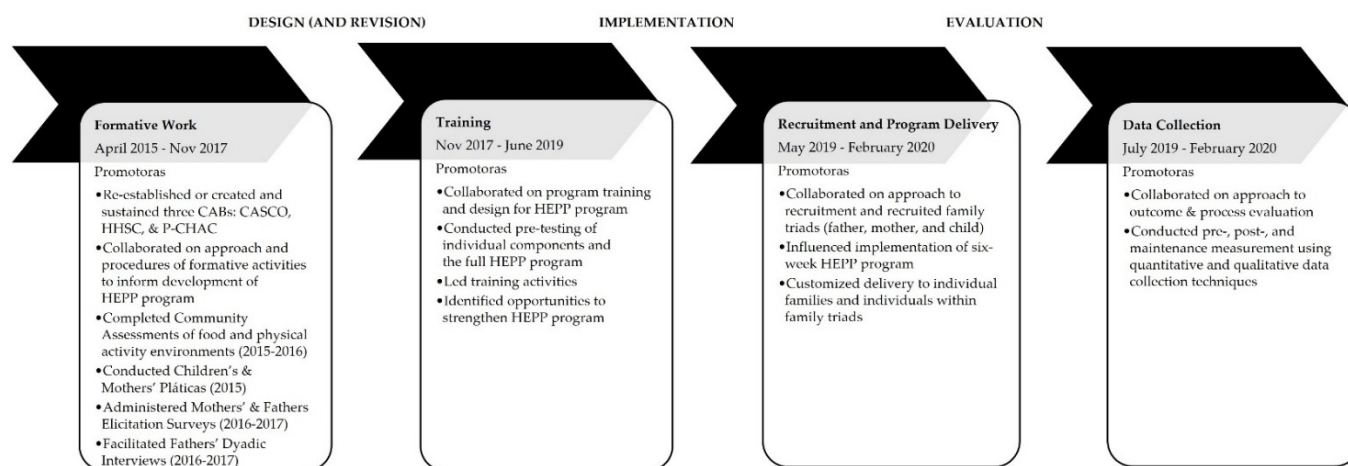 DESIGN (AND REVISION)
IMPLEMENTATION
EVALUATION
Formative Work
April 2015 - Nov 2017
Promotoras
•Re-established or created and
sustained three CABs: CASCO,
HHSC, & P-CHAC
•Collaborated on approach and
procedures of formative activities
to inform development of
HEPP program
•Completed Community
Assessments of food and physical
activity environments (2015-2016)
•Conducted Children's &
Mothers' Pláticas (2015)
•Administered Mothers' & Fathers
Elicitation Surveys (2016-2017)
•Facilitated Fathers' Dyadic
Interviews (2016-2017)
Training
Nov 2017 - June 2019
Promotoras
•Collaborated on program training
and design for HEPP program
•Conducted pre-testing of
individual components and
the full HEPP program
•Led training activities
•Identified opportunities to
strengthen HEPP program
Recruitment and Program Delivery
May 2019 - February 2020
Promotoras
•Collaborated on approach to
recruitment and recruited family
triads (father, mother, and child)
•Influenced implementation of six-
week HEPP program
•Customized delivery to individual
families and individuals within
family triads
Data Collection
July 2019 - February 2020
Promotoras
•Collaborated on approach to
outcome & process evaluation
•Conducted pre-, post-, and
maintenance measurement using
quantitative and qualitative data
collection techniques